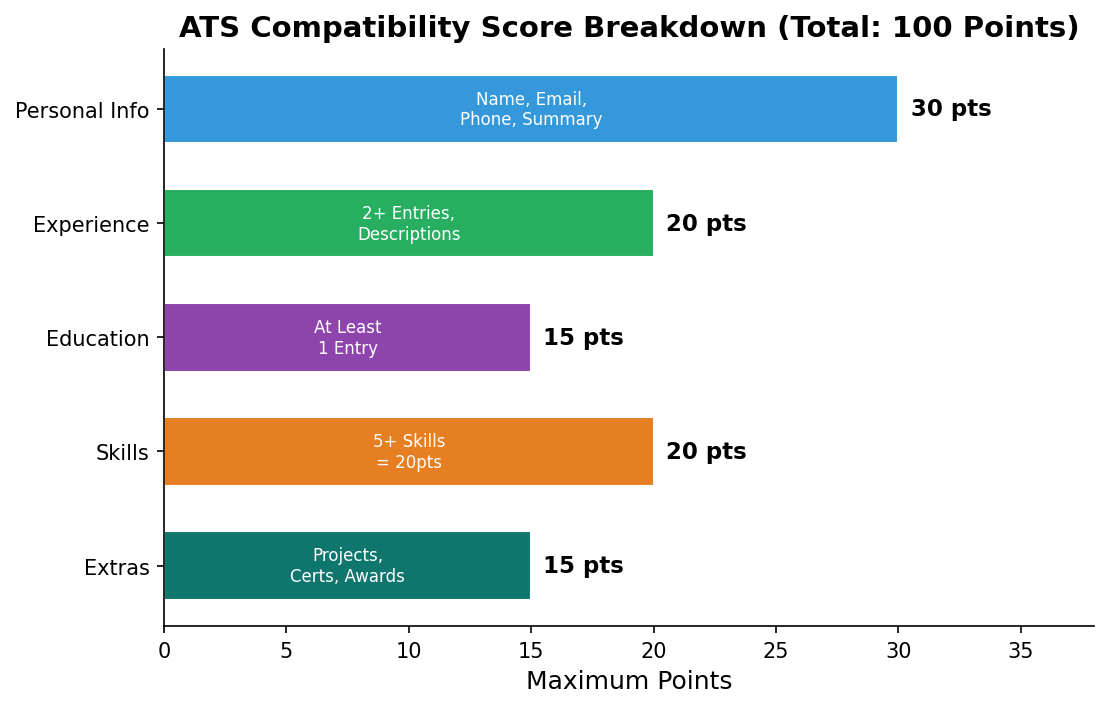 ATS Compatibility Score Breakdown (Total: 100 Points)
Personal Info
Name, Email,
Phone, Summary
30 pts
Experience
2+ Entries,
Descriptions
20 pts
Education
At Least
1 Entry
15 pts
Skills
5+ Skills
= 20pts
20 pts
Extras
Projects,
Certs, Awards
15 pts
0 5 10 15 20 25 30 35
Maximum Points